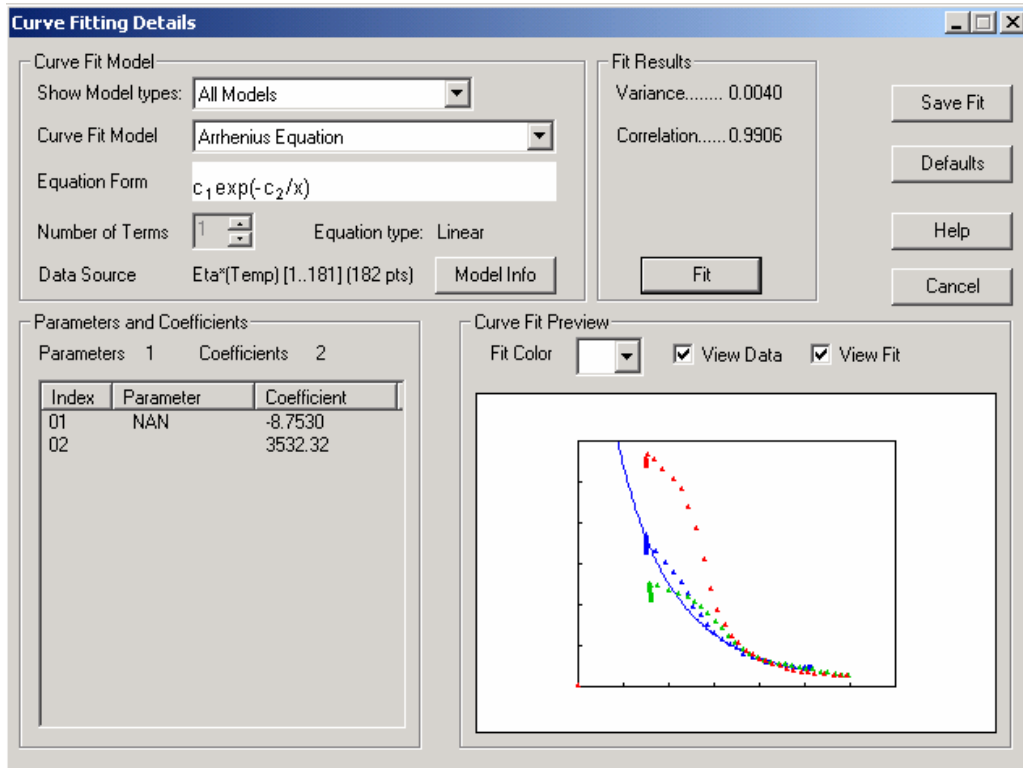 Curve Fitting Details
Curve Fit Model
Show Model types: All Models
Curve Fit Model Arrhenius Equation
Equation Form c₁exp(-c₂/x)
Number of Terms 1 Equation type: Linear
Data Source Eta*(Temp) [1..181] (182 pts) Model Info
Fit Results
Variance........ 0.0040
Correlation......0.9906
Fit
Save Fit
Defaults
Help
Cancel
Parameters and Coefficients
Parameters 1 Coefficients 2
Index Parameter Coefficient
01 NAN -8.7530
02 3532.32
Curve Fit Preview
Fit Color View Data View Fit